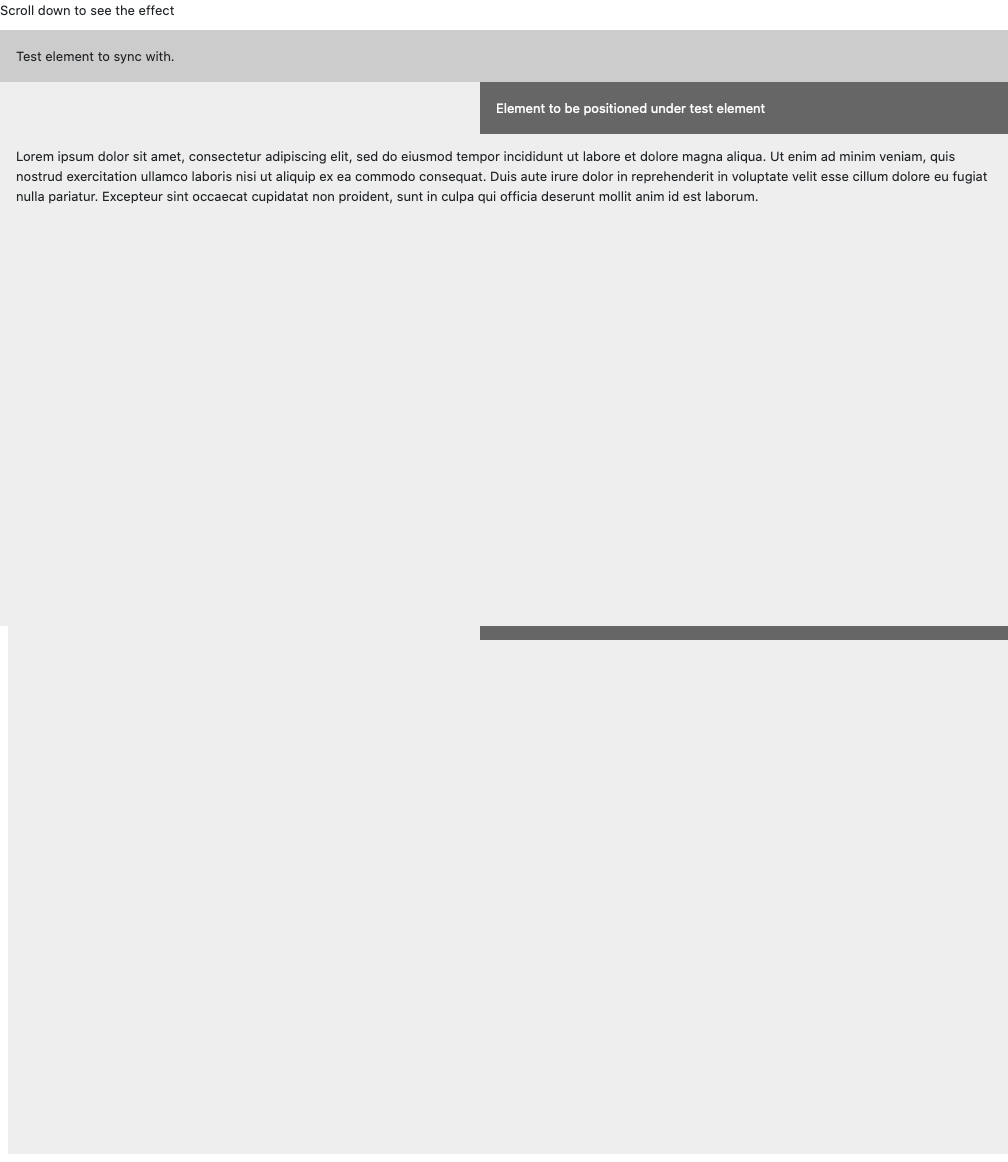 Scroll down to see the effect
Test element to sync with.
Element to be positioned under test element
Lorem ipsum dolor sit amet, consectetur adipiscing elit, sed do eiusmod tempor incididunt ut labore et dolore magna aliqua. Ut enim ad minim veniam, quis
nostrud exercitation ullamco laboris nisi ut aliquip ex ea commodo consequat. Duis aute irure dolor in reprehenderit in voluptate velit esse cillum dolore eu fugiat
nulla pariatur. Excepteur sint occaecat cupidatat non proident, sunt in culpa qui officia deserunt mollit anim id est laborum.